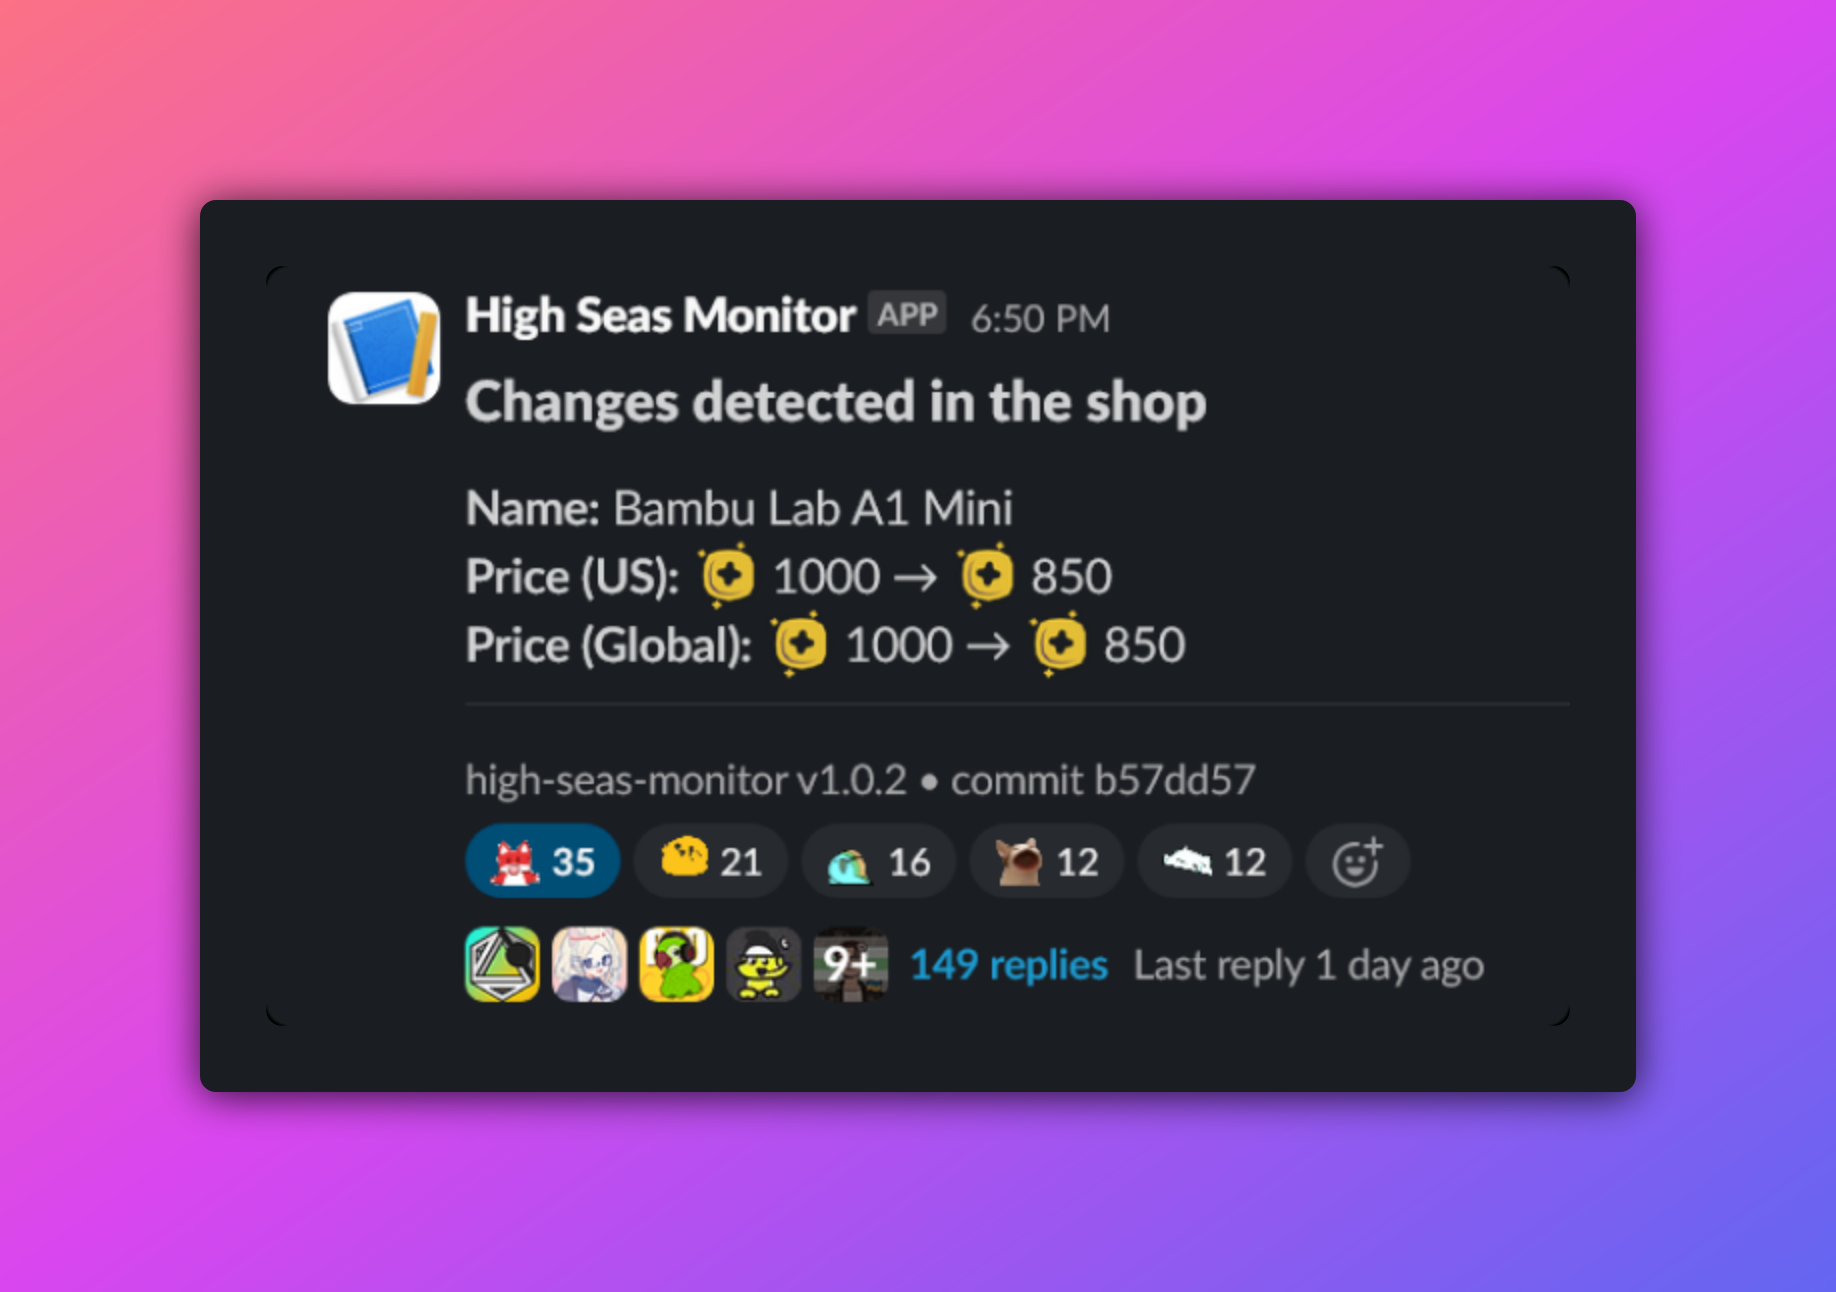 High Seas Monitor APP 6:50 PM
Changes detected in the shop
Name: Bambu Lab A1 Mini
Price (US): 1000 → 850
Price (Global): 1000 → 850
high-seas-monitor v1.0.2 • commit b57dd57
35 21 16 12 12
9+ 149 replies Last reply 1 day ago